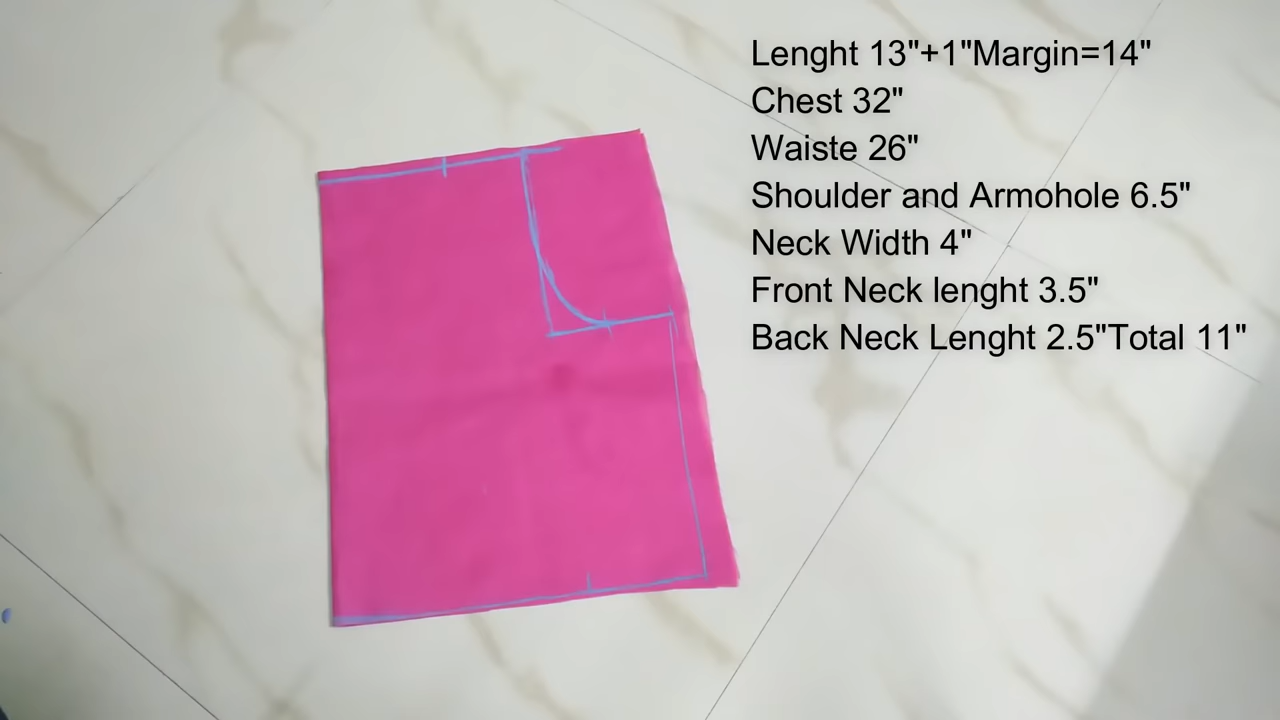 Lenght 13"+1"Margin=14"
Chest 32"
Waiste 26"
Shoulder and Armohole 6.5"
Neck Width 4"
Front Neck lenght 3.5"
Back Neck Lenght 2.5"Total 11"